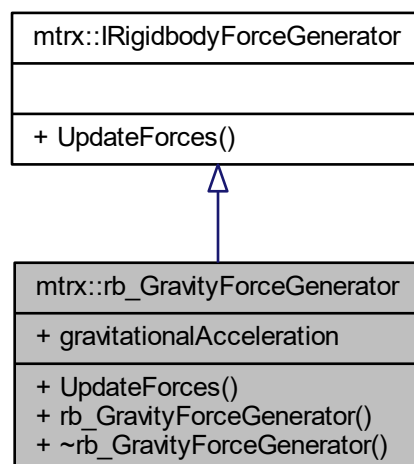 mtrx::IRigidbodyForceGenerator
+ UpdateForces()
mtrx::rb_GravityForceGenerator
+ gravitationalAcceleration
+ UpdateForces()
+ rb_GravityForceGenerator()
+ ~rb_GravityForceGenerator()